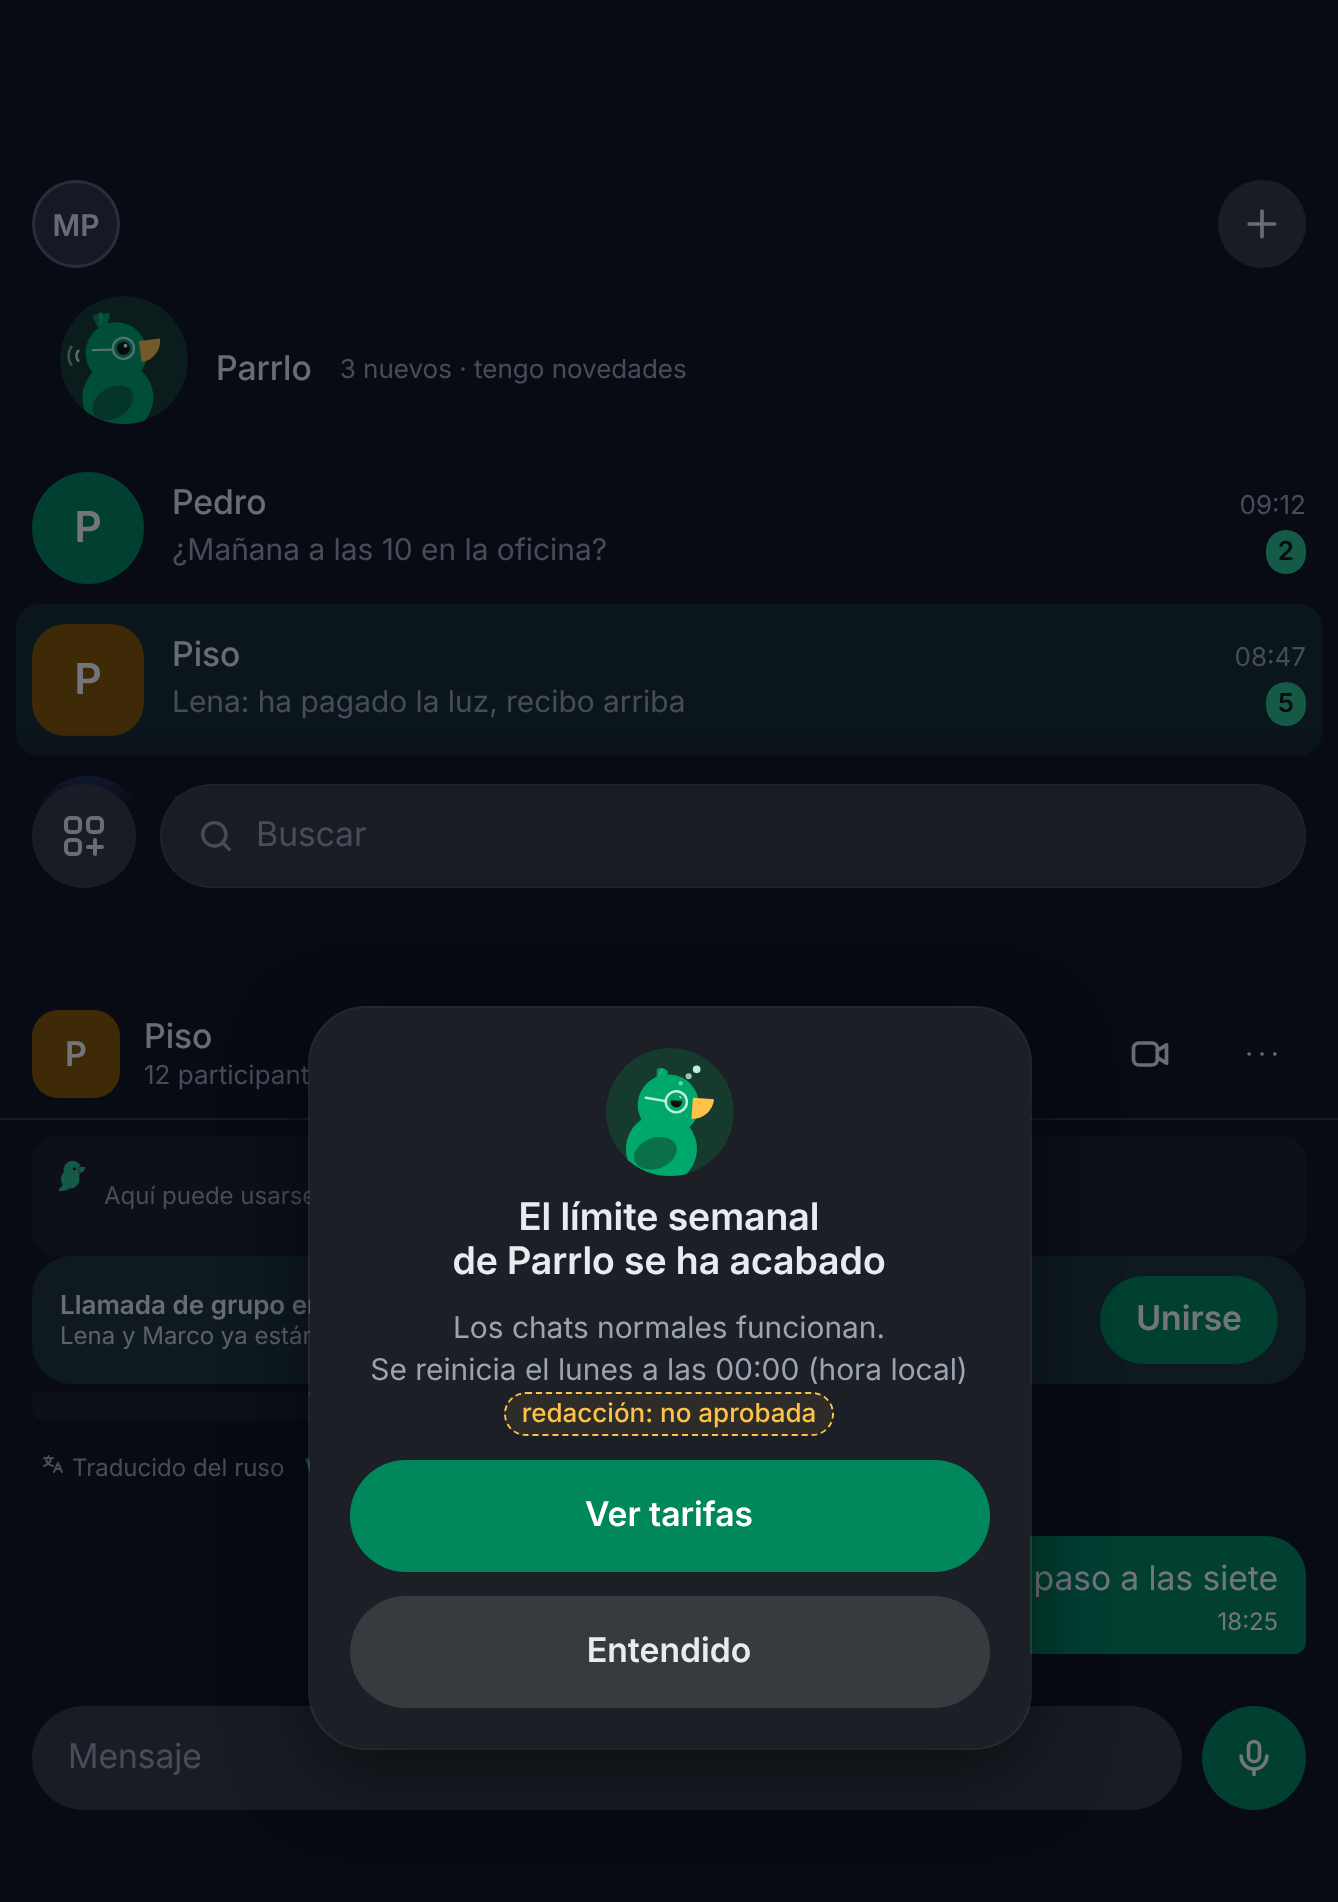 MP
Parrlo 3 nuevos · tengo novedades
P
Pedro
09:12
¿Mañana a las 10 en la oficina?
2
P
Piso
08:47
Lena: ha pagado la luz, recibo arriba
5
Buscar
P
Piso
12 participant
Aquí puede usarse
Llamada de grupo
Lena y Marco ya
Unirse
Traducido del ruso
El límite semanal
de Parrlo se ha acabado
Los chats normales funcionan.
Se reinicia el lunes a las 00:00 (hora local)
redacción: no aprobada
Ver tarifas
Entendido
paso a las siete
18:25
Mensaje